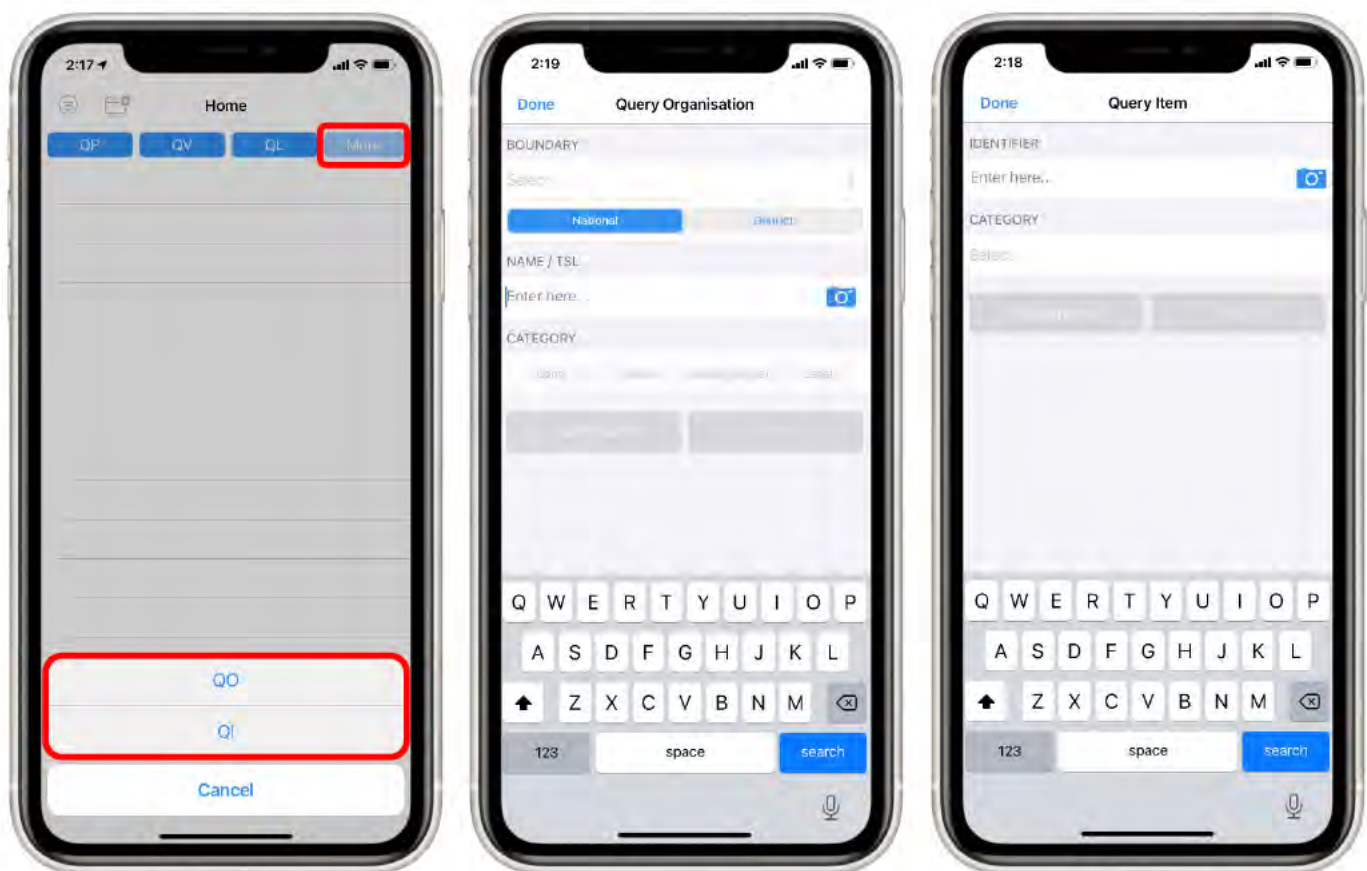 2:17
Home
QP QV QL More
QO
QI
Cancel
2:19
Done Query Organisation
BOUNDARY
Select
National District
NAME / TSL
Enter here...
CATEGORY
Q W E R T Y U I O P
A S D F G H J K L
Z X C V B N M
123 space search
2:18
Done Query Item
IDENTIFIER
Enter here...
CATEGORY
Select
Q W E R T Y U I O P
A S D F G H J K L
Z X C V B N M
123 space search